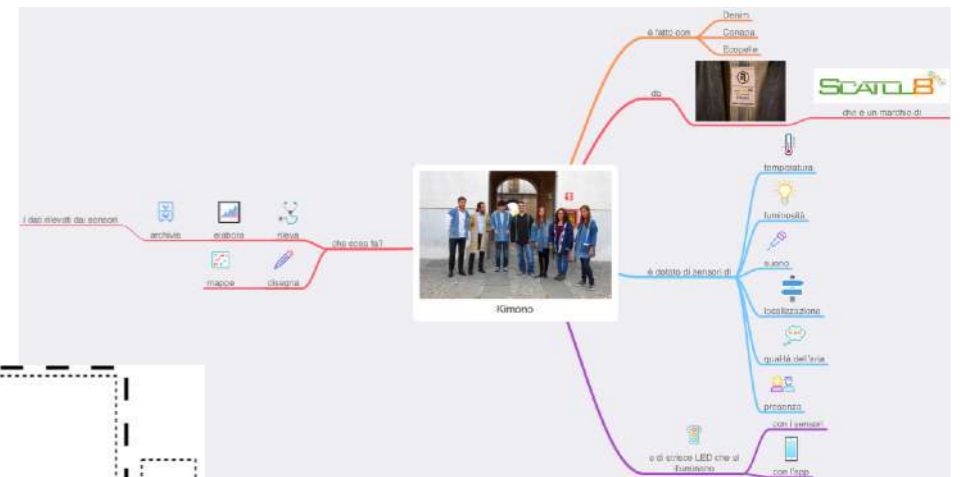 Denim
è fatto con
Canapa
Ecopelle
da
SCATOL8
che è un marchio di
temperatura
luminosità
suono
è dotato di sensori di
localizzazione
qualità dell'aria
presenza
i dati rilevati dai sensori
archivia
elabora
rileva
che cosa fa?
mappe
disegna
Kimono
con i sensori
e di strisce LED che si
illuminano
con l'app